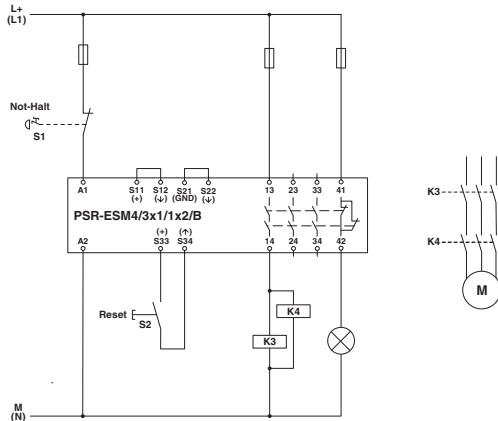 L+
(L1)
Not-Halt
S1
A1 S11 S12 S21 S22 13 23 33 41
(+) (↓) (GND) (↓)
K3
PSR-ESM4/3x1/1x2/B
(+) (↑)
A2 S33 S34 14 24 34 42
K4
M
Reset
S2
K4
K3
M
(N)